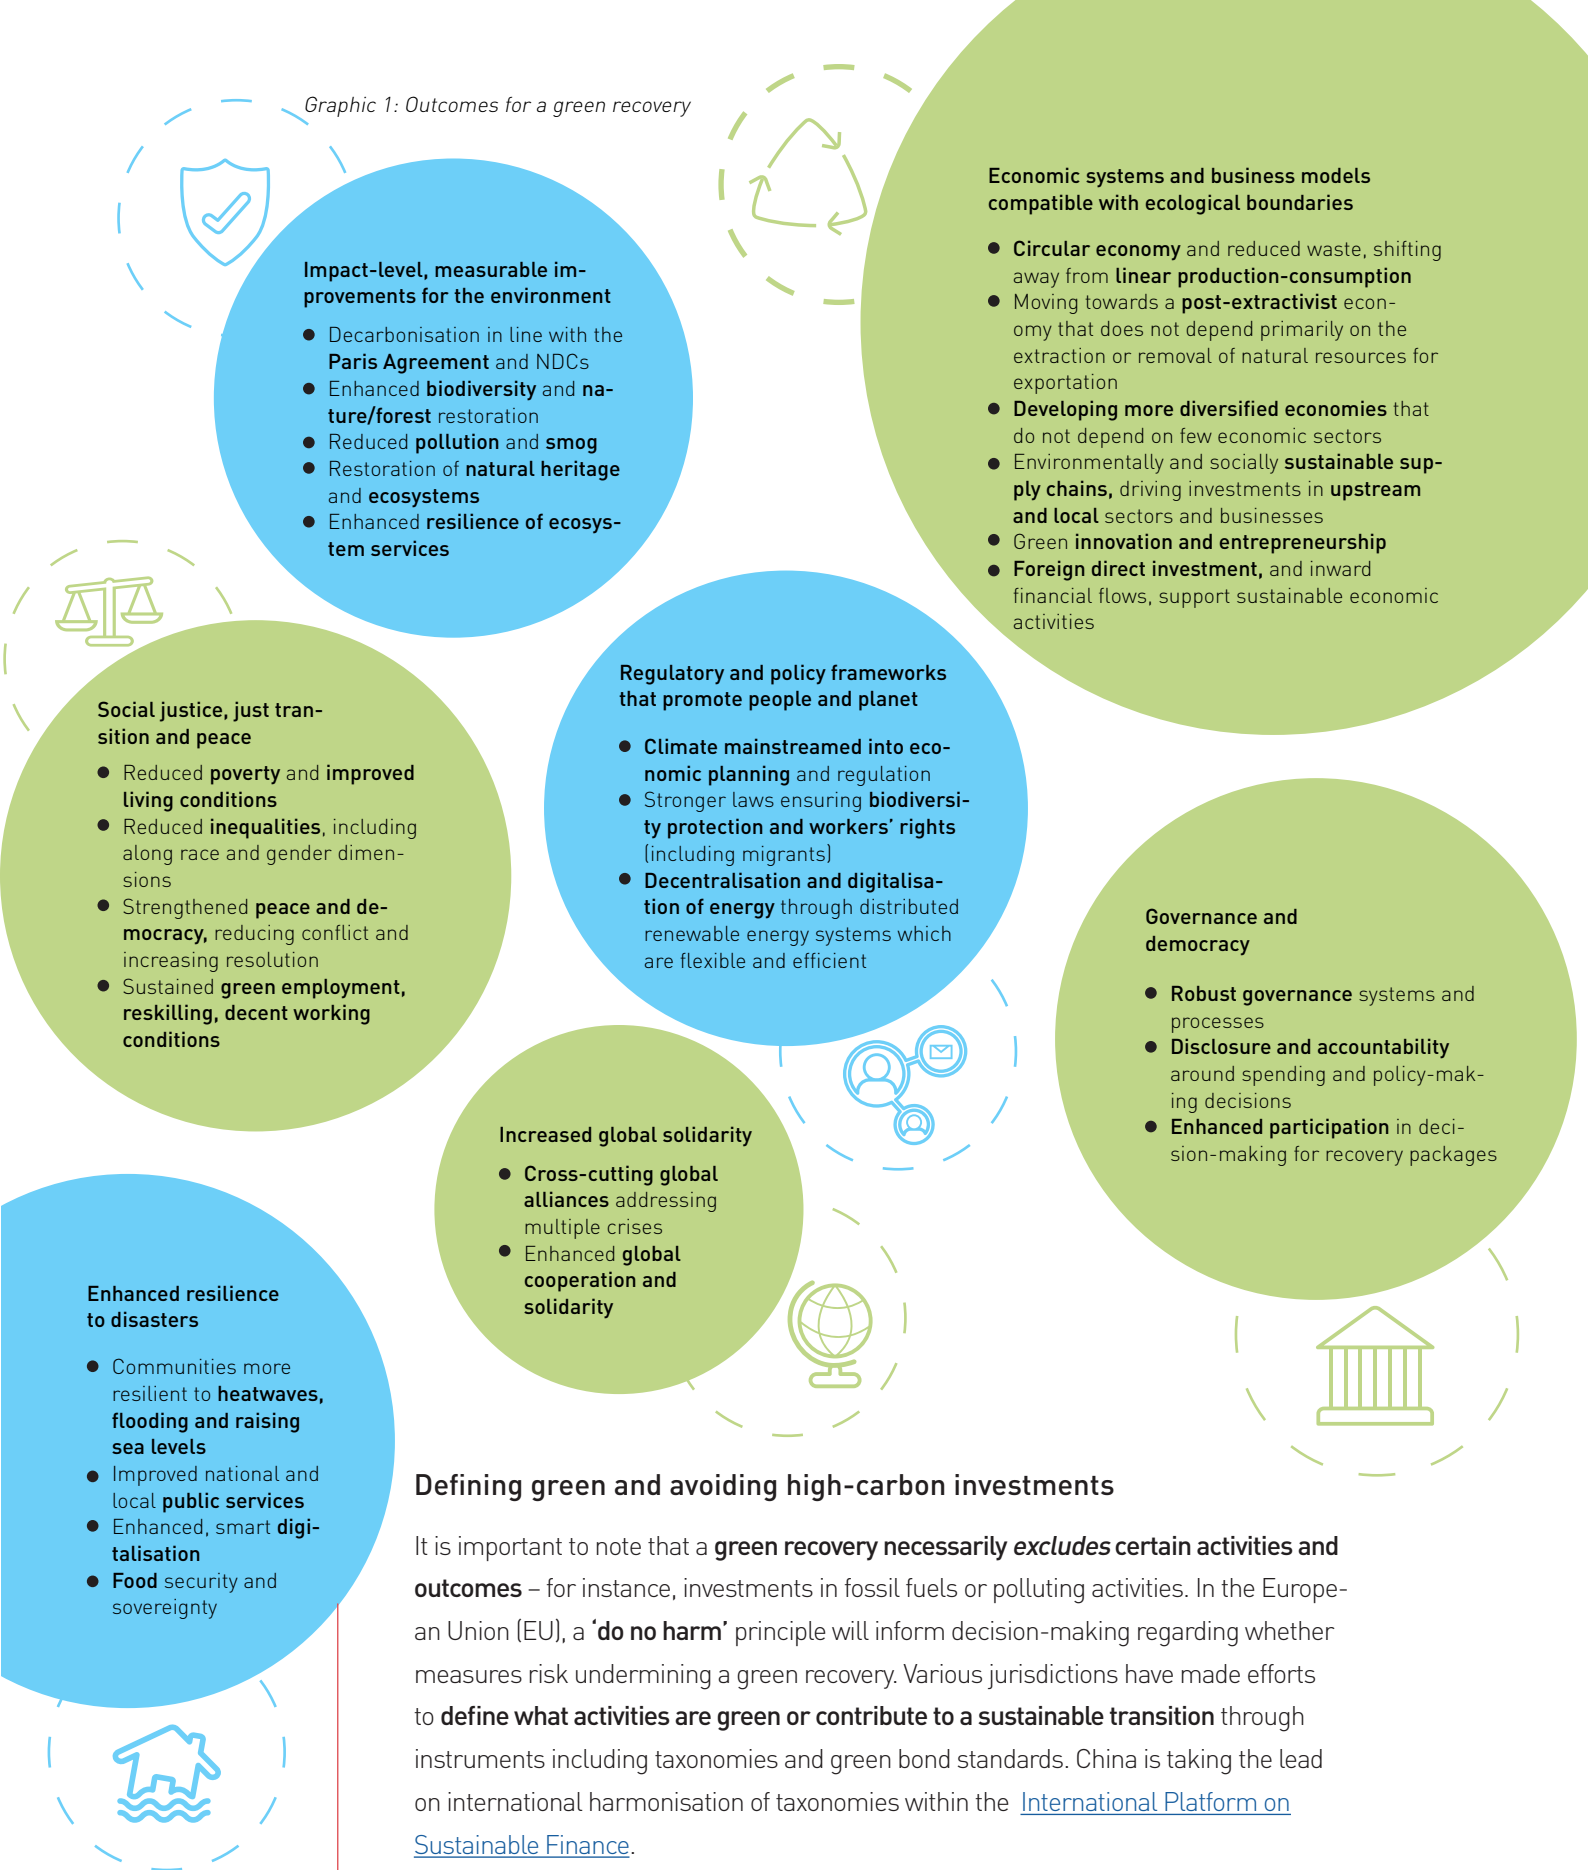 Graphic 1: Outcomes for a green recovery
Impact-level, measurable im-
provements for the environment
● Decarbonisation in line with the
Paris Agreement and NDCs
● Enhanced biodiversity and na-
ture/forest restoration
● Reduced pollution and smog
● Restoration of natural heritage
and ecosystems
● Enhanced resilience of ecosys-
tem services
Economic systems and business models
compatible with ecological boundaries
● Circular economy and reduced waste, shifting
away from linear production-consumption
● Moving towards a post-extractivist econ-
omy that does not depend primarily on the
extraction or removal of natural resources for
exportation
● Developing more diversified economies that
do not depend on few economic sectors
● Environmentally and socially sustainable sup-
ply chains, driving investments in upstream
and local sectors and businesses
● Green innovation and entrepreneurship
● Foreign direct investment, and inward
financial flows, support sustainable economic
activities
Social justice, just tran-
sition and peace
● Reduced poverty and improved
living conditions
● Reduced inequalities, including
along race and gender dimen-
sions
● Strengthened peace and de-
mocracy, reducing conflict and
increasing resolution
● Sustained green employment,
reskilling, decent working
conditions
Regulatory and policy frameworks
that promote people and planet
● Climate mainstreamed into eco-
nomic planning and regulation
● Stronger laws ensuring biodiversi-
ty protection and workers’ rights
(including migrants)
● Decentralisation and digitalisa-
tion of energy through distributed
renewable energy systems which
are flexible and efficient
Governance and
democracy
● Robust governance systems and
processes
● Disclosure and accountability
around spending and policy-mak-
ing decisions
● Enhanced participation in deci-
sion-making for recovery packages
Increased global solidarity
● Cross-cutting global
alliances addressing
multiple crises
● Enhanced global
cooperation and
solidarity
Enhanced resilience
to disasters
● Communities more
resilient to heatwaves,
flooding and raising
sea levels
● Improved national and
local public services
● Enhanced, smart digi-
talisation
● Food security and
sovereignty
Defining green and avoiding high-carbon investments
It is important to note that a green recovery necessarily excludes certain activities and
outcomes – for instance, investments in fossil fuels or polluting activities. In the Europe-
an Union (EU), a ‘do no harm’ principle will inform decision-making regarding whether
measures risk undermining a green recovery. Various jurisdictions have made efforts
to define what activities are green or contribute to a sustainable transition through
instruments including taxonomies and green bond standards. China is taking the lead
on international harmonisation of taxonomies within the International Platform on
Sustainable Finance.